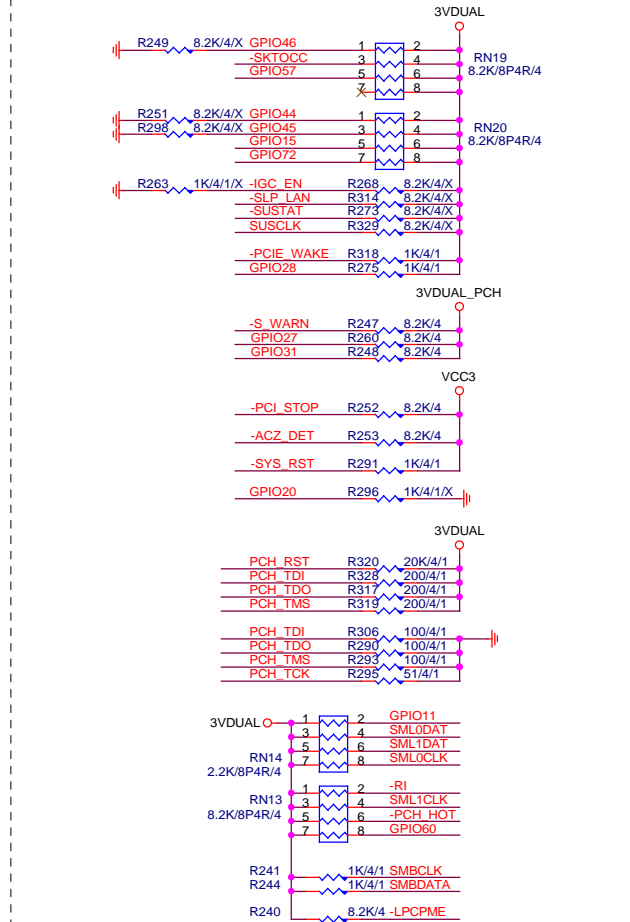 3VDUAL
R249 8.2K/4/X GPIO46 1 2
-SKTOCC 3 4 RN19
GPIO57 5 6 8.2K/8P4R/4
7 8
R251 8.2K/4/X GPIO44 1 2
R298 8.2K/4/X GPIO45 3 4 RN20
GPIO15 5 6 8.2K/8P4R/4
GPIO72 7 8
R263 1K/4/1/X -IGC_EN R268 8.2K/4/X
-SLP_LAN R314 8.2K/4/X
-SUSTAT R273 8.2K/4/X
SUSCLK R329 8.2K/4/X
-PCIE_WAKE R318 1K/4/1
GPIO28 R275 1K/4/1
3VDUAL_PCH
-S_WARN R247 8.2K/4
GPIO27 R260 8.2K/4
GPIO31 R248 8.2K/4
VCC3
-PCI_STOP R252 8.2K/4
-ACZ_DET R253 8.2K/4
-SYS_RST R291 1K/4/1
GPIO20 R296 1K/4/1/X
3VDUAL
PCH_RST R320 20K/4/1
PCH_TDI R328 200/4/1
PCH_TDO R317 200/4/1
PCH_TMS R319 200/4/1
PCH_TDI R306 100/4/1
PCH_TDO R290 100/4/1
PCH_TMS R293 100/4/1
PCH_TCK R295 51/4/1
3VDUAL 1 2 GPIO11
3 4 SML0DAT
5 6 SML1DAT
RN14 7 8 SML0CLK
2.2K/8P4R/4
1 2 -RI
RN13 3 4 SML1CLK
8.2K/8P4R/4 5 6 -PCH_HOT
7 8 GPIO60
R241 1K/4/1 SMBCLK
R244 1K/4/1 SMBDATA
R240 8.2K/4 -LPCPME